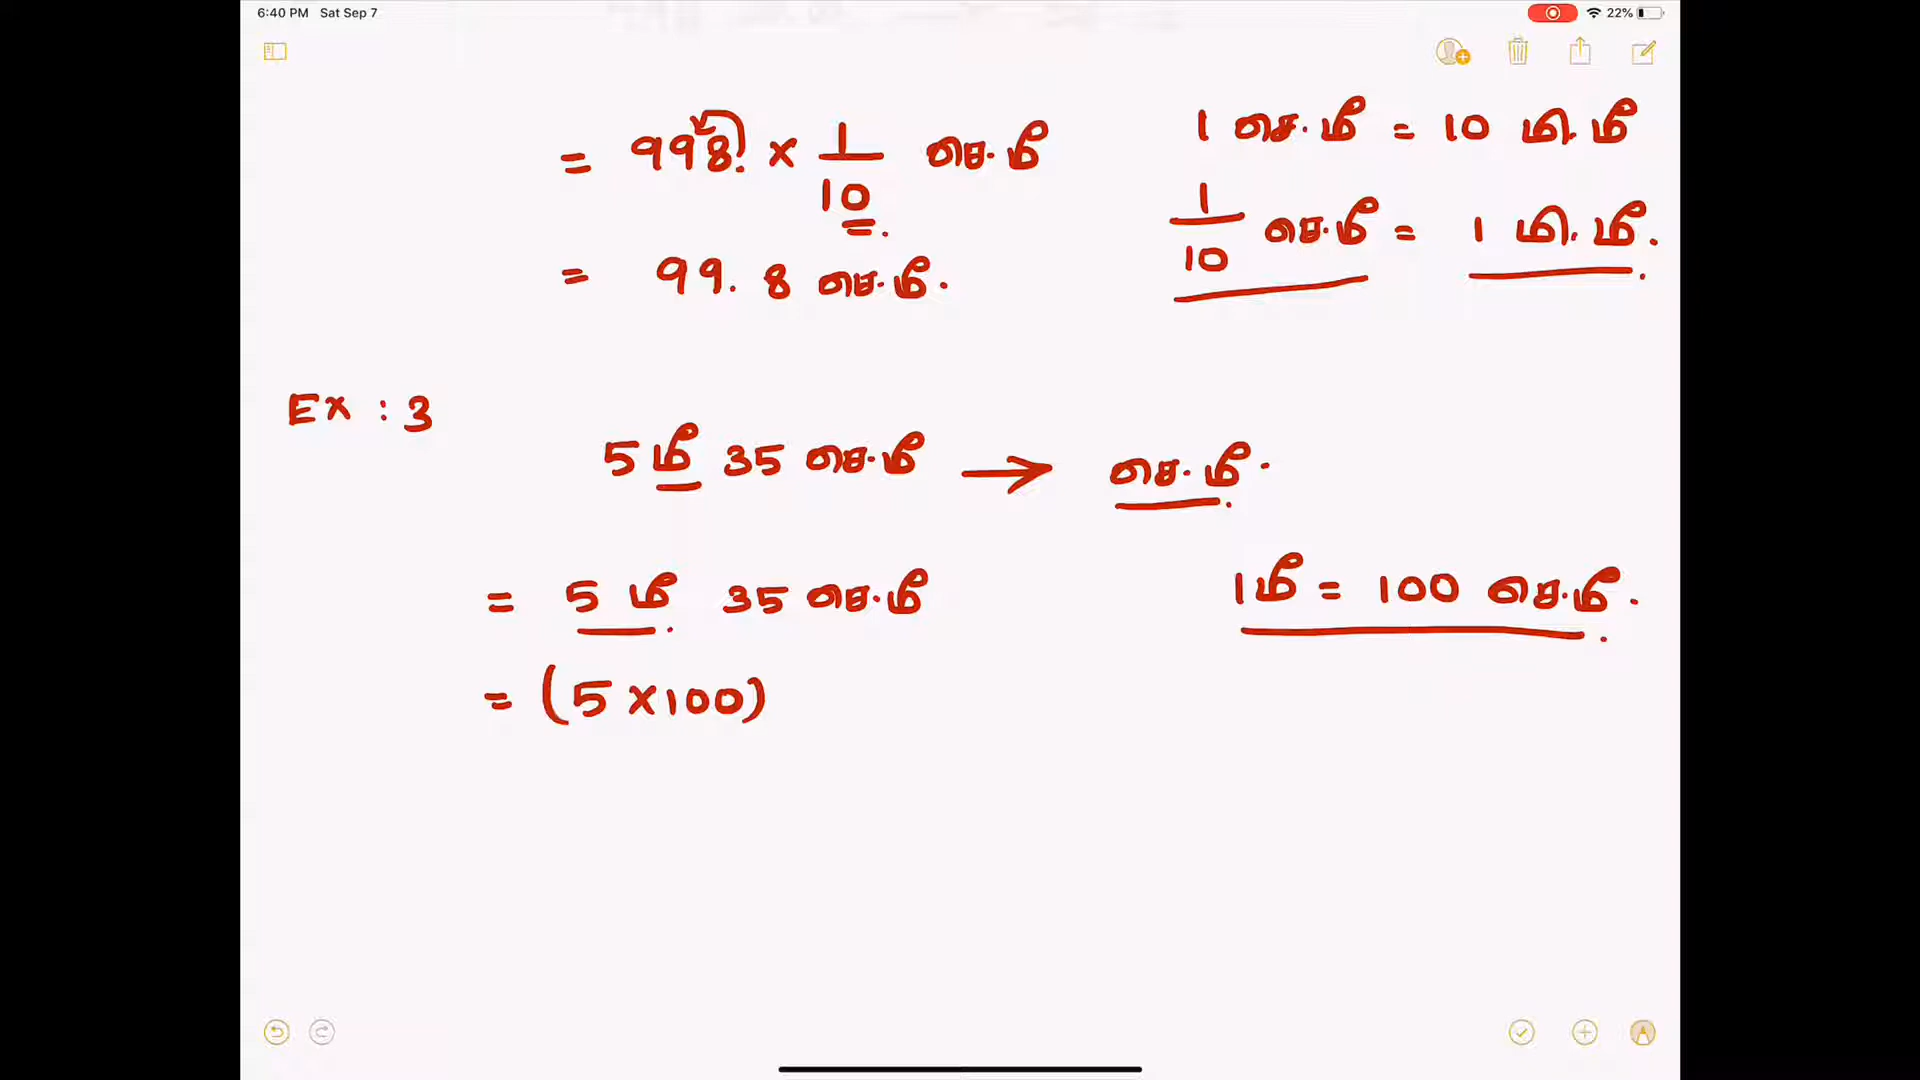 6:40 PM Sat Sep 7 22%
= 998. × 1/10 செ.மீ
1 செ.மீ = 10 மி.மீ
1/10 செ.மீ = 1 மி.மீ.
= 99.8 செ.மீ.
Ex : 3
5 மீ 35 செ.மீ → செ.மீ.
= 5 மீ 35 செ.மீ
1மீ = 100 செ.மீ.
= (5 × 100)